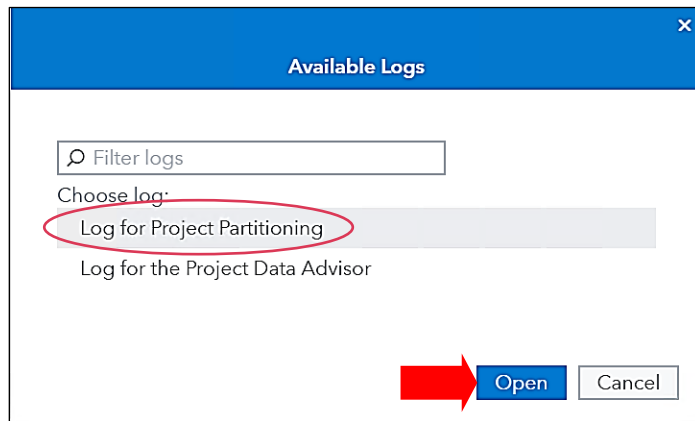 Available Logs
Filter logs
Choose log:
Log for Project Partitioning
Log for the Project Data Advisor
Open Cancel